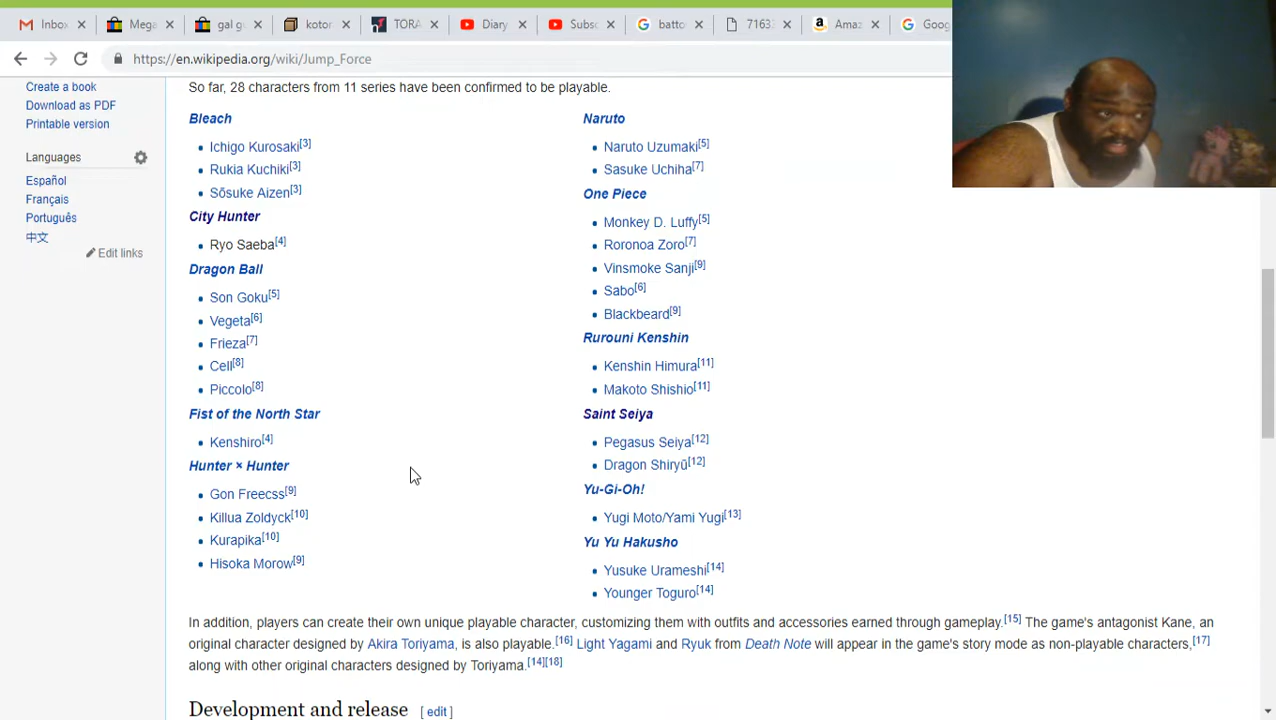 Inbox
Mega
gal gu
kotor
TORA
Diary
Subsc
batto
7163
Amaz
Goog
https://en.wikipedia.org/wiki/Jump_Force
Create a book
Download as PDF
Printable version
Languages
Español
Français
Português
中文
Edit links
So far, 28 characters from 11 series have been confirmed to be playable.
Bleach
Ichigo Kurosaki[3]
Rukia Kuchiki[3]
Sōsuke Aizen[3]
City Hunter
Ryo Saeba[4]
Dragon Ball
Son Goku[5]
Vegeta[6]
Frieza[7]
Cell[8]
Piccolo[8]
Fist of the North Star
Kenshiro[4]
Hunter × Hunter
Gon Freecss[9]
Killua Zoldyck[10]
Kurapika[10]
Hisoka Morow[9]
Naruto
Naruto Uzumaki[5]
Sasuke Uchiha[7]
One Piece
Monkey D. Luffy[5]
Roronoa Zoro[7]
Vinsmoke Sanji[9]
Sabo[6]
Blackbeard[9]
Rurouni Kenshin
Kenshin Himura[11]
Makoto Shishio[11]
Saint Seiya
Pegasus Seiya[12]
Dragon Shiryū[12]
Yu-Gi-Oh!
Yugi Moto/Yami Yugi[13]
Yu Yu Hakusho
Yusuke Urameshi[14]
Younger Toguro[14]
In addition, players can create their own unique playable character, customizing them with outfits and accessories earned through gameplay.[15] The game's antagonist Kane, an
original character designed by Akira Toriyama, is also playable.[16] Light Yagami and Ryuk from Death Note will appear in the game's story mode as non-playable characters,[17]
along with other original characters designed by Toriyama.[14][18]
Development and release [ edit ]